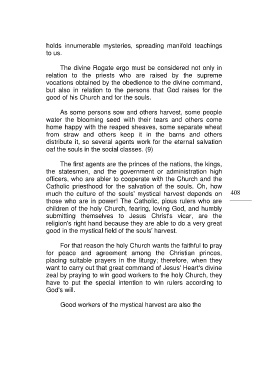 holds innumerable mysteries, spreading manifold teachings
to us.
The divine Rogate ergo must be considered not only in
relation to the priests who are raised by the supreme
vocations obtained by the obedience to the divine command,
but also in relation to the persons that God raises for the
good of his Church and for the souls.
As some persons sow and others harvest, some people
water the blooming seed with their tears and others come
home happy with the reaped sheaves, some separate wheat
from straw and others keep it in the barns and others
distribute it, so several agents work for the eternal salvation
oaf the souls in the social classes. (9)
The first agents are the princes of the nations, the kings,
the statesmen, and the government or administration high
officers, who are abler to cooperate with the Church and the
Catholic priesthood for the salvation of the souls. Oh, how
much the culture of the souls' mystical harvest depends on
those who are in power! The Catholic, pious rulers who are
children of the holy Church, fearing, loving God, and humbly
submitting themselves to Jesus Christ's vicar, are the
religion's right hand because they are able to do a very great
good in the mystical field of the souls' harvest.
408
For that reason the holy Church wants the faithful to pray
for peace and agreement among the Christian princes,
placing suitable prayers in the liturgy; therefore, when they
want to carry out that great command of Jesus' Heart's divine
zeal by praying to win good workers to the holy Church, they
have to put the special intention to win rulers according to
God's will.
Good workers of the mystical harvest are also the